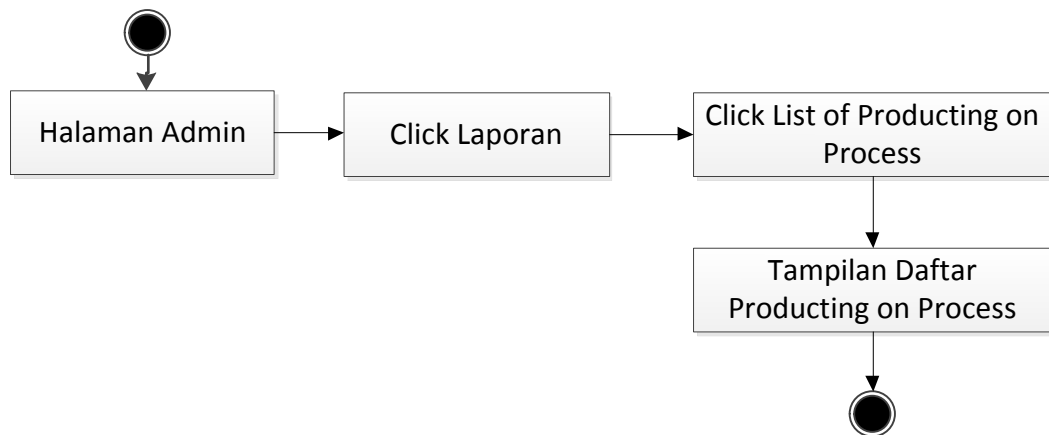 Halaman Admin
Click Laporan
Click List of Producting on
Process
Tampilan Daftar
Producting on Process